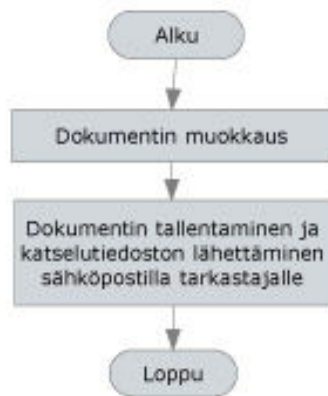 Alku
Dokumentin muokkaus
Dokumentin tallentaminen ja
katselutiedoston lähettäminen
sähköpostilla tarkastajalle
Loppu